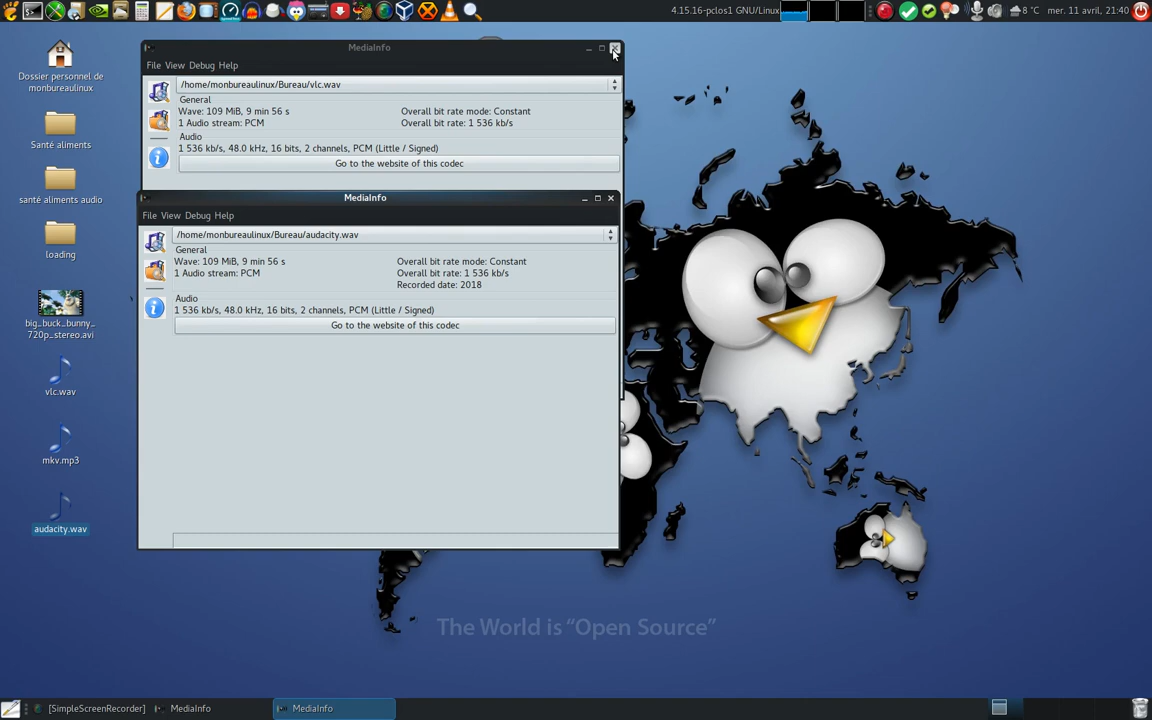 4.15.16-pclos1 GNU/Linux
8 °C mer. 11 avril, 21:40
Dossier personnel de
monbureaulinux
Santé aliments
santé aliments audio
loading
big_buck_bunny_
720p_stereo.avi
vlc.wav
mkv.mp3
audacity.wav
MediaInfo
File View Debug Help
/home/monbureaulinux/Bureau/vlc.wav
General
Wave: 109 MiB, 9 min 56 s
Overall bit rate mode: Constant
1 Audio stream: PCM
Overall bit rate: 1 536 kb/s
Audio
1 536 kb/s, 48.0 kHz, 16 bits, 2 channels, PCM (Little / Signed)
Go to the website of this codec
MediaInfo
File View Debug Help
/home/monbureaulinux/Bureau/audacity.wav
General
Wave: 109 MiB, 9 min 56 s
Overall bit rate mode: Constant
1 Audio stream: PCM
Overall bit rate: 1 536 kb/s
Recorded date: 2018
Audio
1 536 kb/s, 48.0 kHz, 16 bits, 2 channels, PCM (Little / Signed)
Go to the website of this codec
The World is “Open Source”
[SimpleScreenRecorder]
MediaInfo
MediaInfo